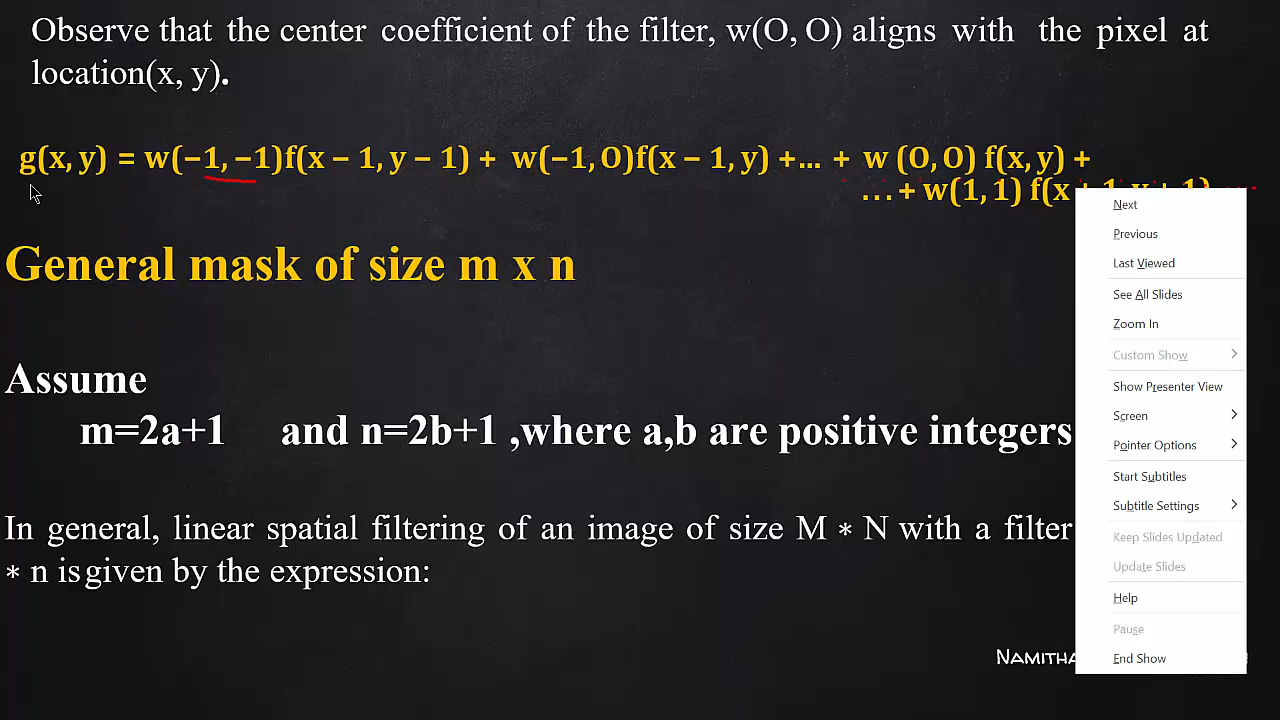 Observe that the center coefficient of the filter, w(O, O) aligns with the pixel at
location(x, y).
g(x, y) = w(−1, −1)f(x − 1, y − 1) + w(−1, O)f(x − 1, y) +... + w (O, O) f(x, y) +
... + w(1, 1) f(x + 1, y + 1)
General mask of size m x n
Assume
m=2a+1 and n=2b+1 ,where a,b are positive integers
In general, linear spatial filtering of an image of size M * N with a filter
* n is given by the expression:
NAMITHA
Next
Previous
Last Viewed
See All Slides
Zoom In
Custom Show
Show Presenter View
Screen
Pointer Options
Start Subtitles
Subtitle Settings
Keep Slides Updated
Update Slides
Help
Pause
End Show